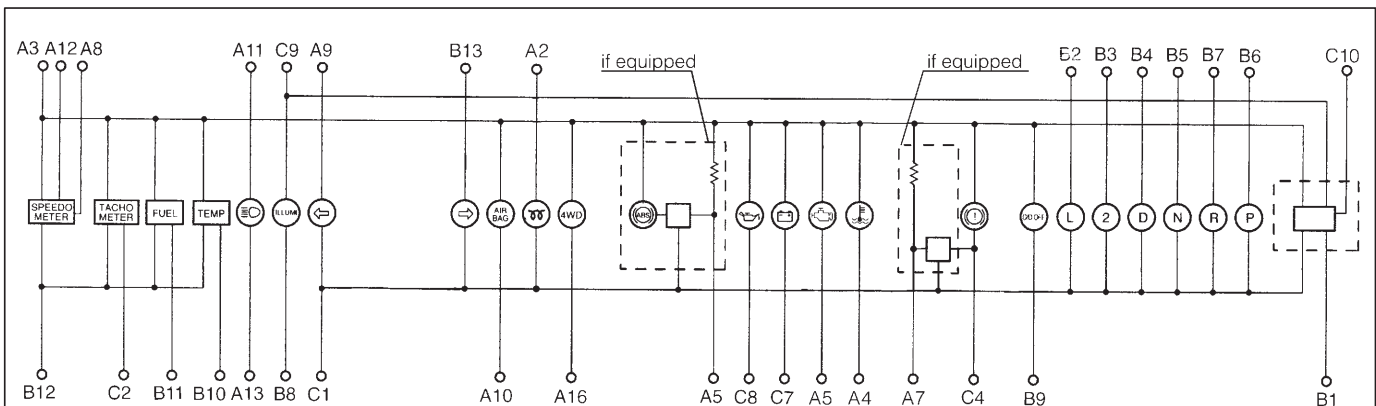 A3 A12 A8 A11 C9 A9 B13 A2 if equipped if equipped B2 B3 B4 B5 B7 B6 C10
SPEEDO METER TACHO METER FUEL TEMP ILLUMI AIR BAG 4WD ABS ! O/D OFF L 2 D N R P
B12 C2 B11 B10 A13 B8 C1 A10 A16 A5 C8 C7 A5 A4 A7 C4 B9 B1